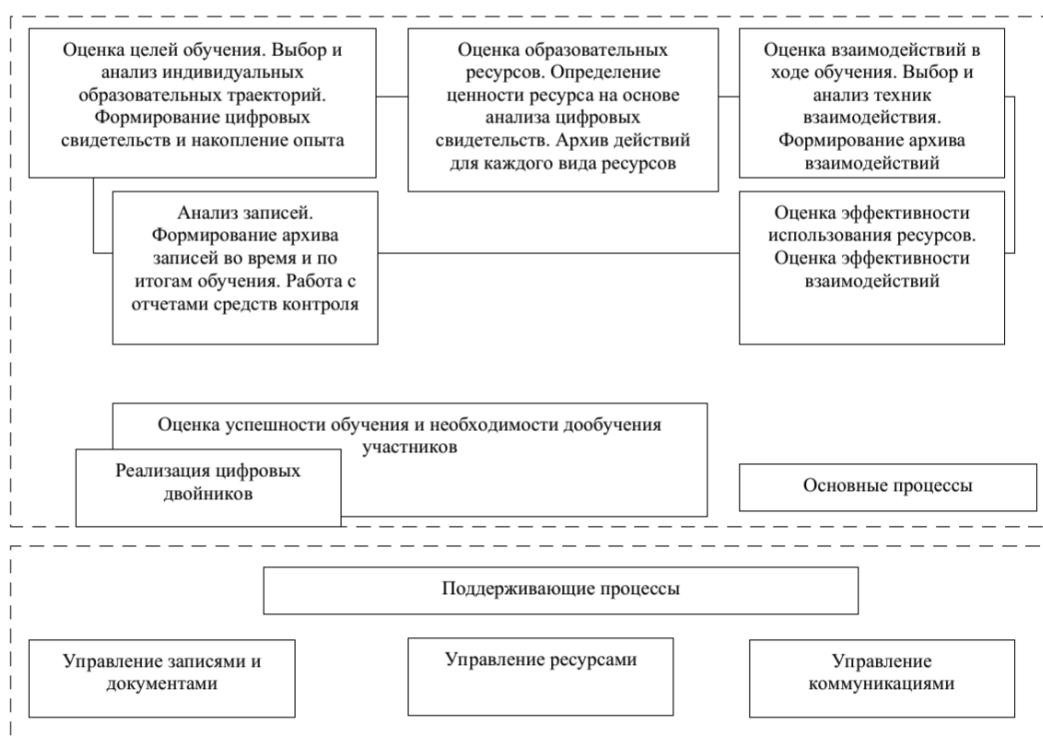 Оценка целей обучения. Выбор и
анализ индивидуальных
образовательных траекторий.
Формирование цифровых
свидетельств и накопление опыта
Оценка образовательных
ресурсов. Определение
ценности ресурса на основе
анализа цифровых
свидетельств. Архив действий
для каждого вида ресурсов
Оценка взаимодействий в
ходе обучения. Выбор и
анализ техник
взаимодействия.
Формирование архива
взаимодействий
Анализ записей.
Формирование архива
записей во время и по
итогам обучения. Работа с
отчетами средств контроля
Оценка эффективности
использования ресурсов.
Оценка эффективности
взаимодействий
Оценка успешности обучения и необходимости дообучения
участников
Реализация цифровых
двойников
Основные процессы
Поддерживающие процессы
Управление записями и
документами
Управление ресурсами
Управление
коммуникациями